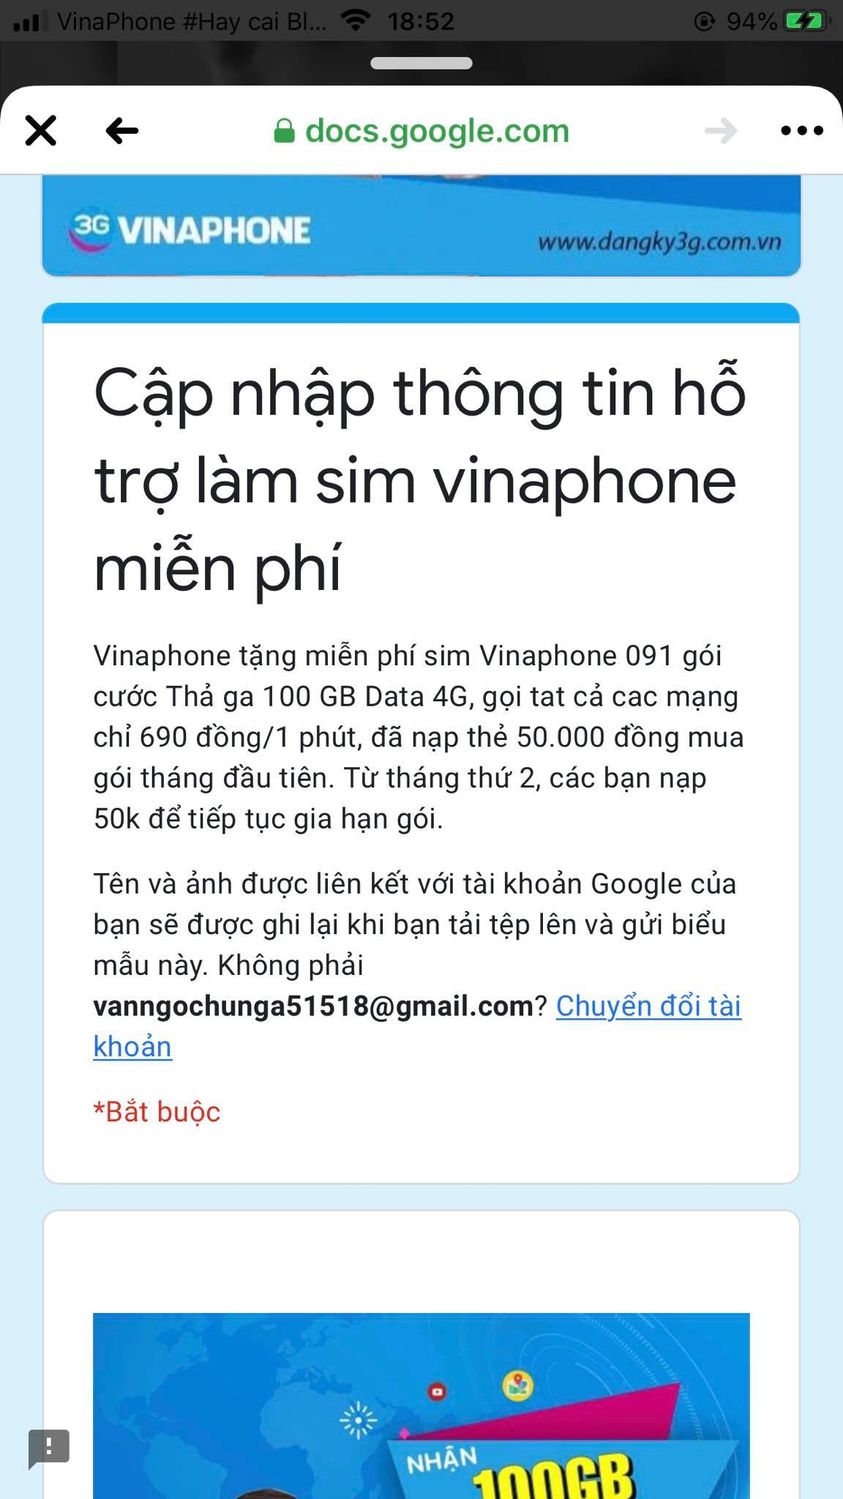 VinaPhone #Hay cai Bl... 18:52 94%
docs.google.com
3G VINAPHONE
www.dangky3g.com.vn
Cập nhập thông tin hỗ
trợ làm sim vinaphone
miễn phí
Vinaphone tặng miễn phí sim Vinaphone 091 gói
cước Thả ga 100 GB Data 4G, gọi tat cả cac mạng
chỉ 690 đồng/1 phút, đã nạp thẻ 50.000 đồng mua
gói tháng đầu tiên. Từ tháng thứ 2, các bạn nạp
50k để tiếp tục gia hạn gói.
Tên và ảnh được liên kết với tài khoản Google của
bạn sẽ được ghi lại khi bạn tải tệp lên và gửi biểu
mẫu này. Không phải
vanngochunga51518@gmail.com? Chuyển đổi tài
khoản
*Bắt buộc
NHẬN
100GB